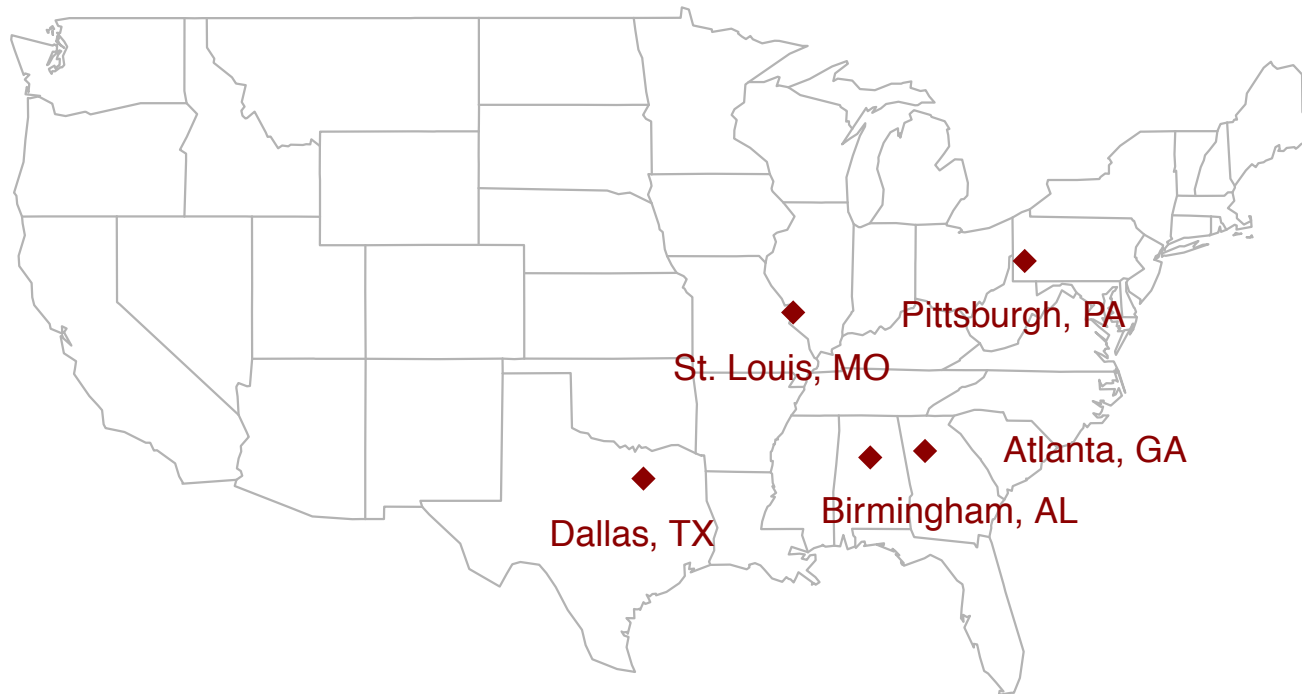 Pittsburgh, PA
St. Louis, MO
Atlanta, GA
Birmingham, AL
Dallas, TX